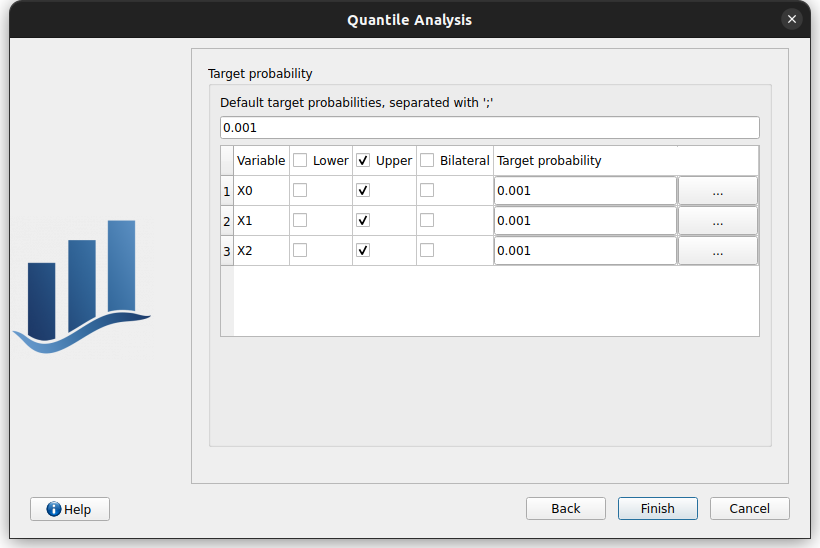 Quantile Analysis
Target probability
Default target probabilities, separated with ';'
0.001
Variable Lower Upper Bilateral Target probability
1 X0 0.001 ...
2 X1 0.001 ...
3 X2 0.001 ...
Help Back Finish Cancel